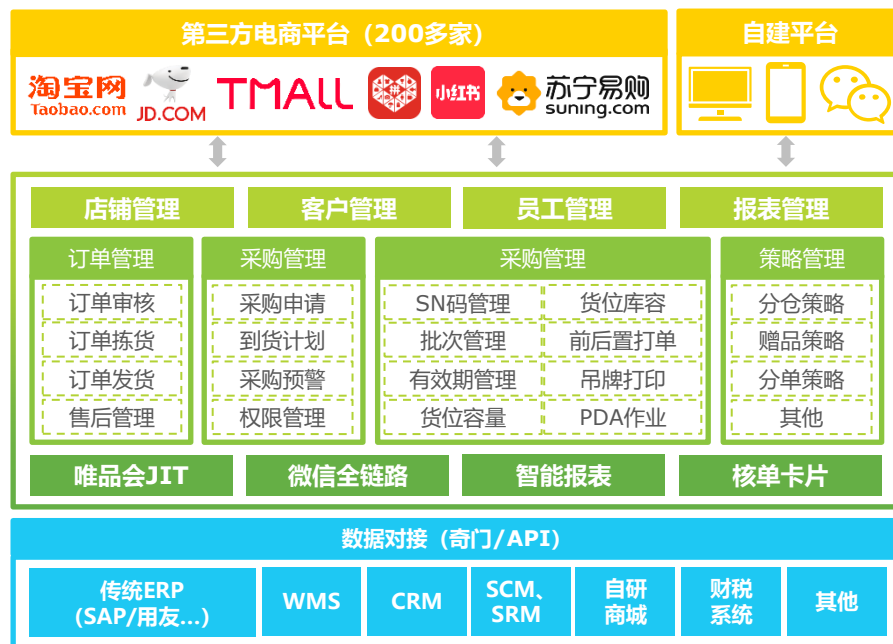 第三方电商平台（200多家）
自建平台
淘宝网
Taobao.com
JD.COM
TMALL
小红书
苏宁易购
suning.com
店铺管理
客户管理
员工管理
报表管理
订单管理
订单审核
订单拣货
订单发货
售后管理
采购管理
采购申请
到货计划
采购预警
权限管理
采购管理
SN码管理
货位库容
批次管理
前后置打单
有效期管理
吊牌打印
货位容量
PDA作业
策略管理
分仓策略
赠品策略
分单策略
其他
唯品会JIT
微信全链路
智能报表
核单卡片
数据对接（奇门/API）
传统ERP
(SAP/用友...)
WMS
CRM
SCM、
SRM
自研
商城
财税
系统
其他